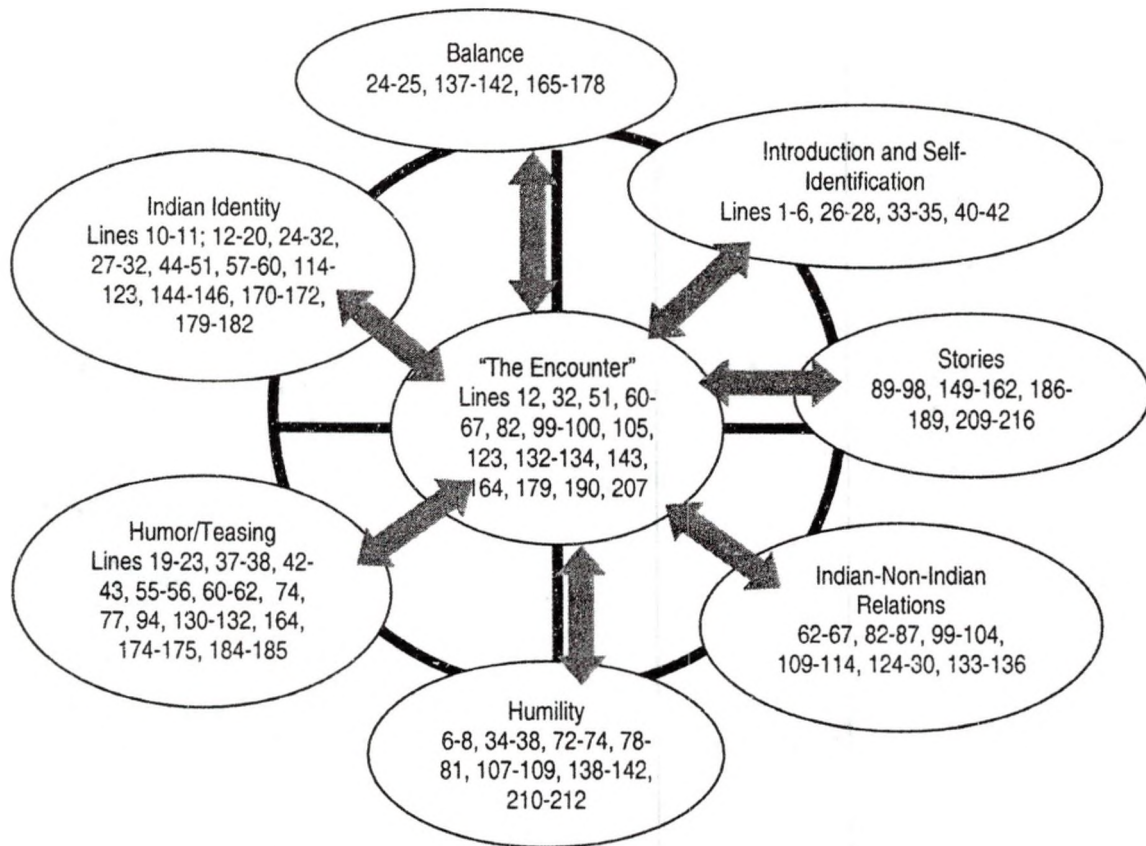 Balance
24-25, 137-142, 165-178
Introduction and Self-
Identification
Lines 1-6, 26-28, 33-35, 40-42
Indian Identity
Lines 10-11; 12-20, 24-32,
27-32, 44-51, 57-60, 114-
123, 144-146, 170-172,
179-182
"The Encounter"
Lines 12, 32, 51, 60-
67, 82, 99-100, 105,
123, 132-134, 143,
164, 179, 190, 207
Stories
89-98, 149-162, 186-
189, 209-216
Humor/Teasing
Lines 19-23, 37-38, 42-
43, 55-56, 60-62, 74,
77, 94, 130-132, 164,
174-175, 184-185
Indian-Non-Indian
Relations
62-67, 82-87, 99-104,
109-114, 124-30, 133-136
Humility
6-8, 34-38, 72-74, 78-
81, 107-109, 138-142,
210-212